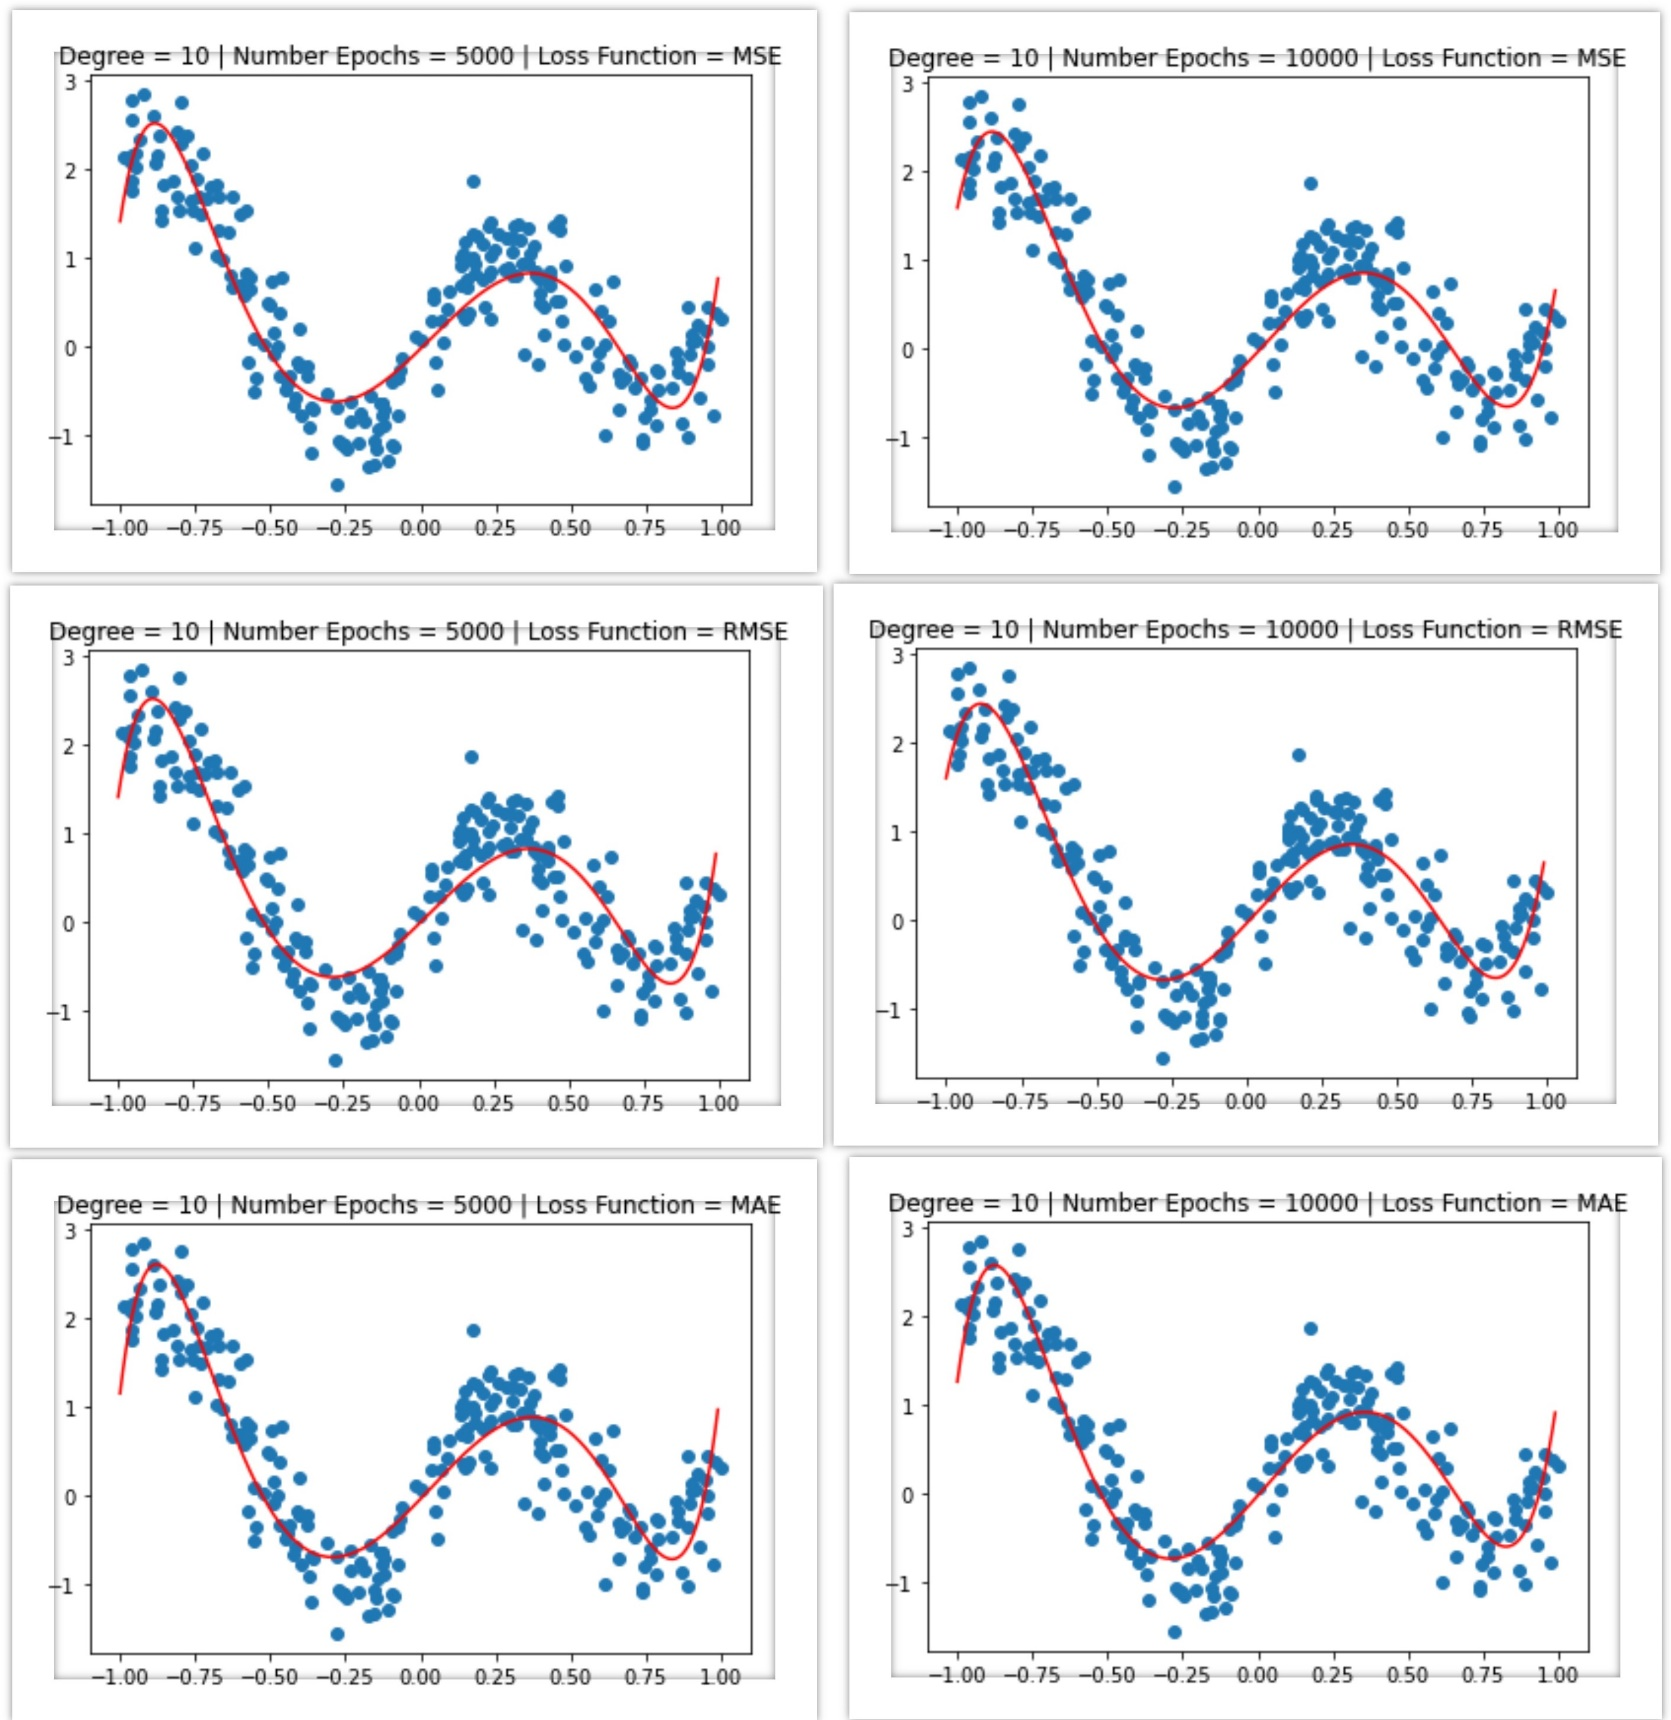 Degree = 10 | Number Epochs = 5000 | Loss Function = MSE
3
2
1
0
−1
−1.00 −0.75 −0.50 −0.25 0.00 0.25 0.50 0.75 1.00
Degree = 10 | Number Epochs = 10000 | Loss Function = MSE
3
2
1
0
−1
−1.00 −0.75 −0.50 −0.25 0.00 0.25 0.50 0.75 1.00
Degree = 10 | Number Epochs = 5000 | Loss Function = RMSE
3
2
1
0
−1
−1.00 −0.75 −0.50 −0.25 0.00 0.25 0.50 0.75 1.00
Degree = 10 | Number Epochs = 10000 | Loss Function = RMSE
3
2
1
0
−1
−1.00 −0.75 −0.50 −0.25 0.00 0.25 0.50 0.75 1.00
Degree = 10 | Number Epochs = 5000 | Loss Function = MAE
3
2
1
0
−1
−1.00 −0.75 −0.50 −0.25 0.00 0.25 0.50 0.75 1.00
Degree = 10 | Number Epochs = 10000 | Loss Function = MAE
3
2
1
0
−1
−1.00 −0.75 −0.50 −0.25 0.00 0.25 0.50 0.75 1.00